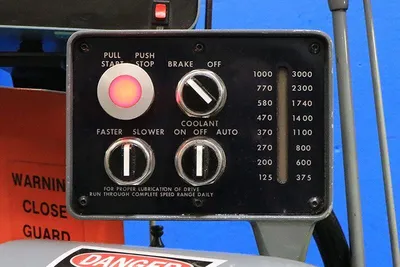 PULL PUSH
START STOP
BRAKE OFF
1000 3000
770 2300
580 1740
COOLANT
470 1400
FASTER SLOWER ON OFF AUTO
370 1100
270 800
200 600
125 375
FOR PROPER LUBRICATION OF DRIVE
RUN THROUGH COMPLETE SPEED RANGE DAILY
WARNING
CLOSE
GUARD
DANGER